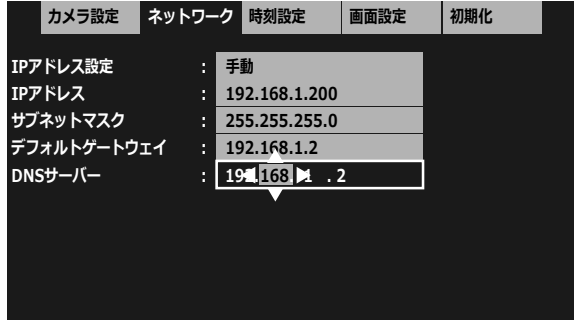 カメラ設定 ネットワーク 時刻設定 画面設定 初期化
IPアドレス設定 : 手動
IPアドレス : 192.168.1.200
サブネットマスク : 255.255.255.0
デフォルトゲートウェイ : 192.168.1.2
DNSサーバー : 192.168.1 . 2